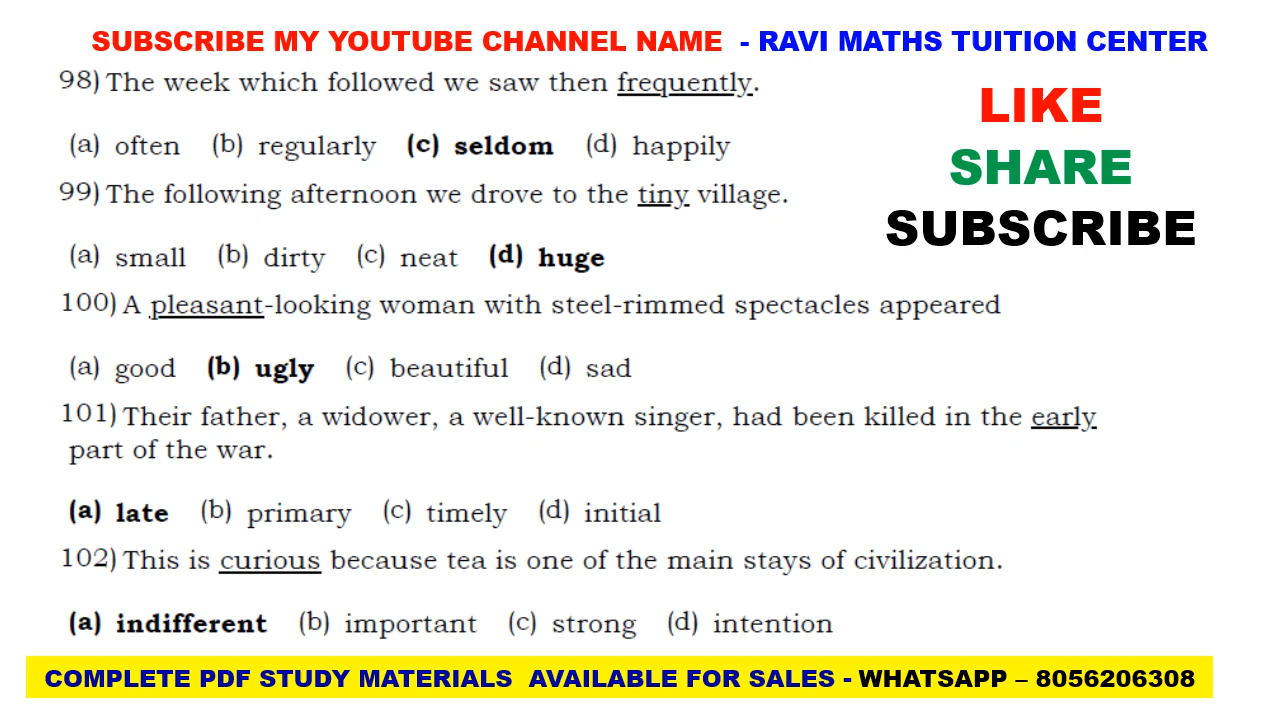 SUBSCRIBE MY YOUTUBE CHANNEL NAME - RAVI MATHS TUITION CENTER
98) The week which followed we saw then frequently.
(a) often (b) regularly (c) seldom (d) happily
99) The following afternoon we drove to the tiny village.
(a) small (b) dirty (c) neat (d) huge
100) A pleasant-looking woman with steel-rimmed spectacles appeared
(a) good (b) ugly (c) beautiful (d) sad
101) Their father, a widower, a well-known singer, had been killed in the early
part of the war.
(a) late (b) primary (c) timely (d) initial
102) This is curious because tea is one of the main stays of civilization.
(a) indifferent (b) important (c) strong (d) intention
LIKE
SHARE
SUBSCRIBE
COMPLETE PDF STUDY MATERIALS AVAILABLE FOR SALES - WHATSAPP – 8056206308